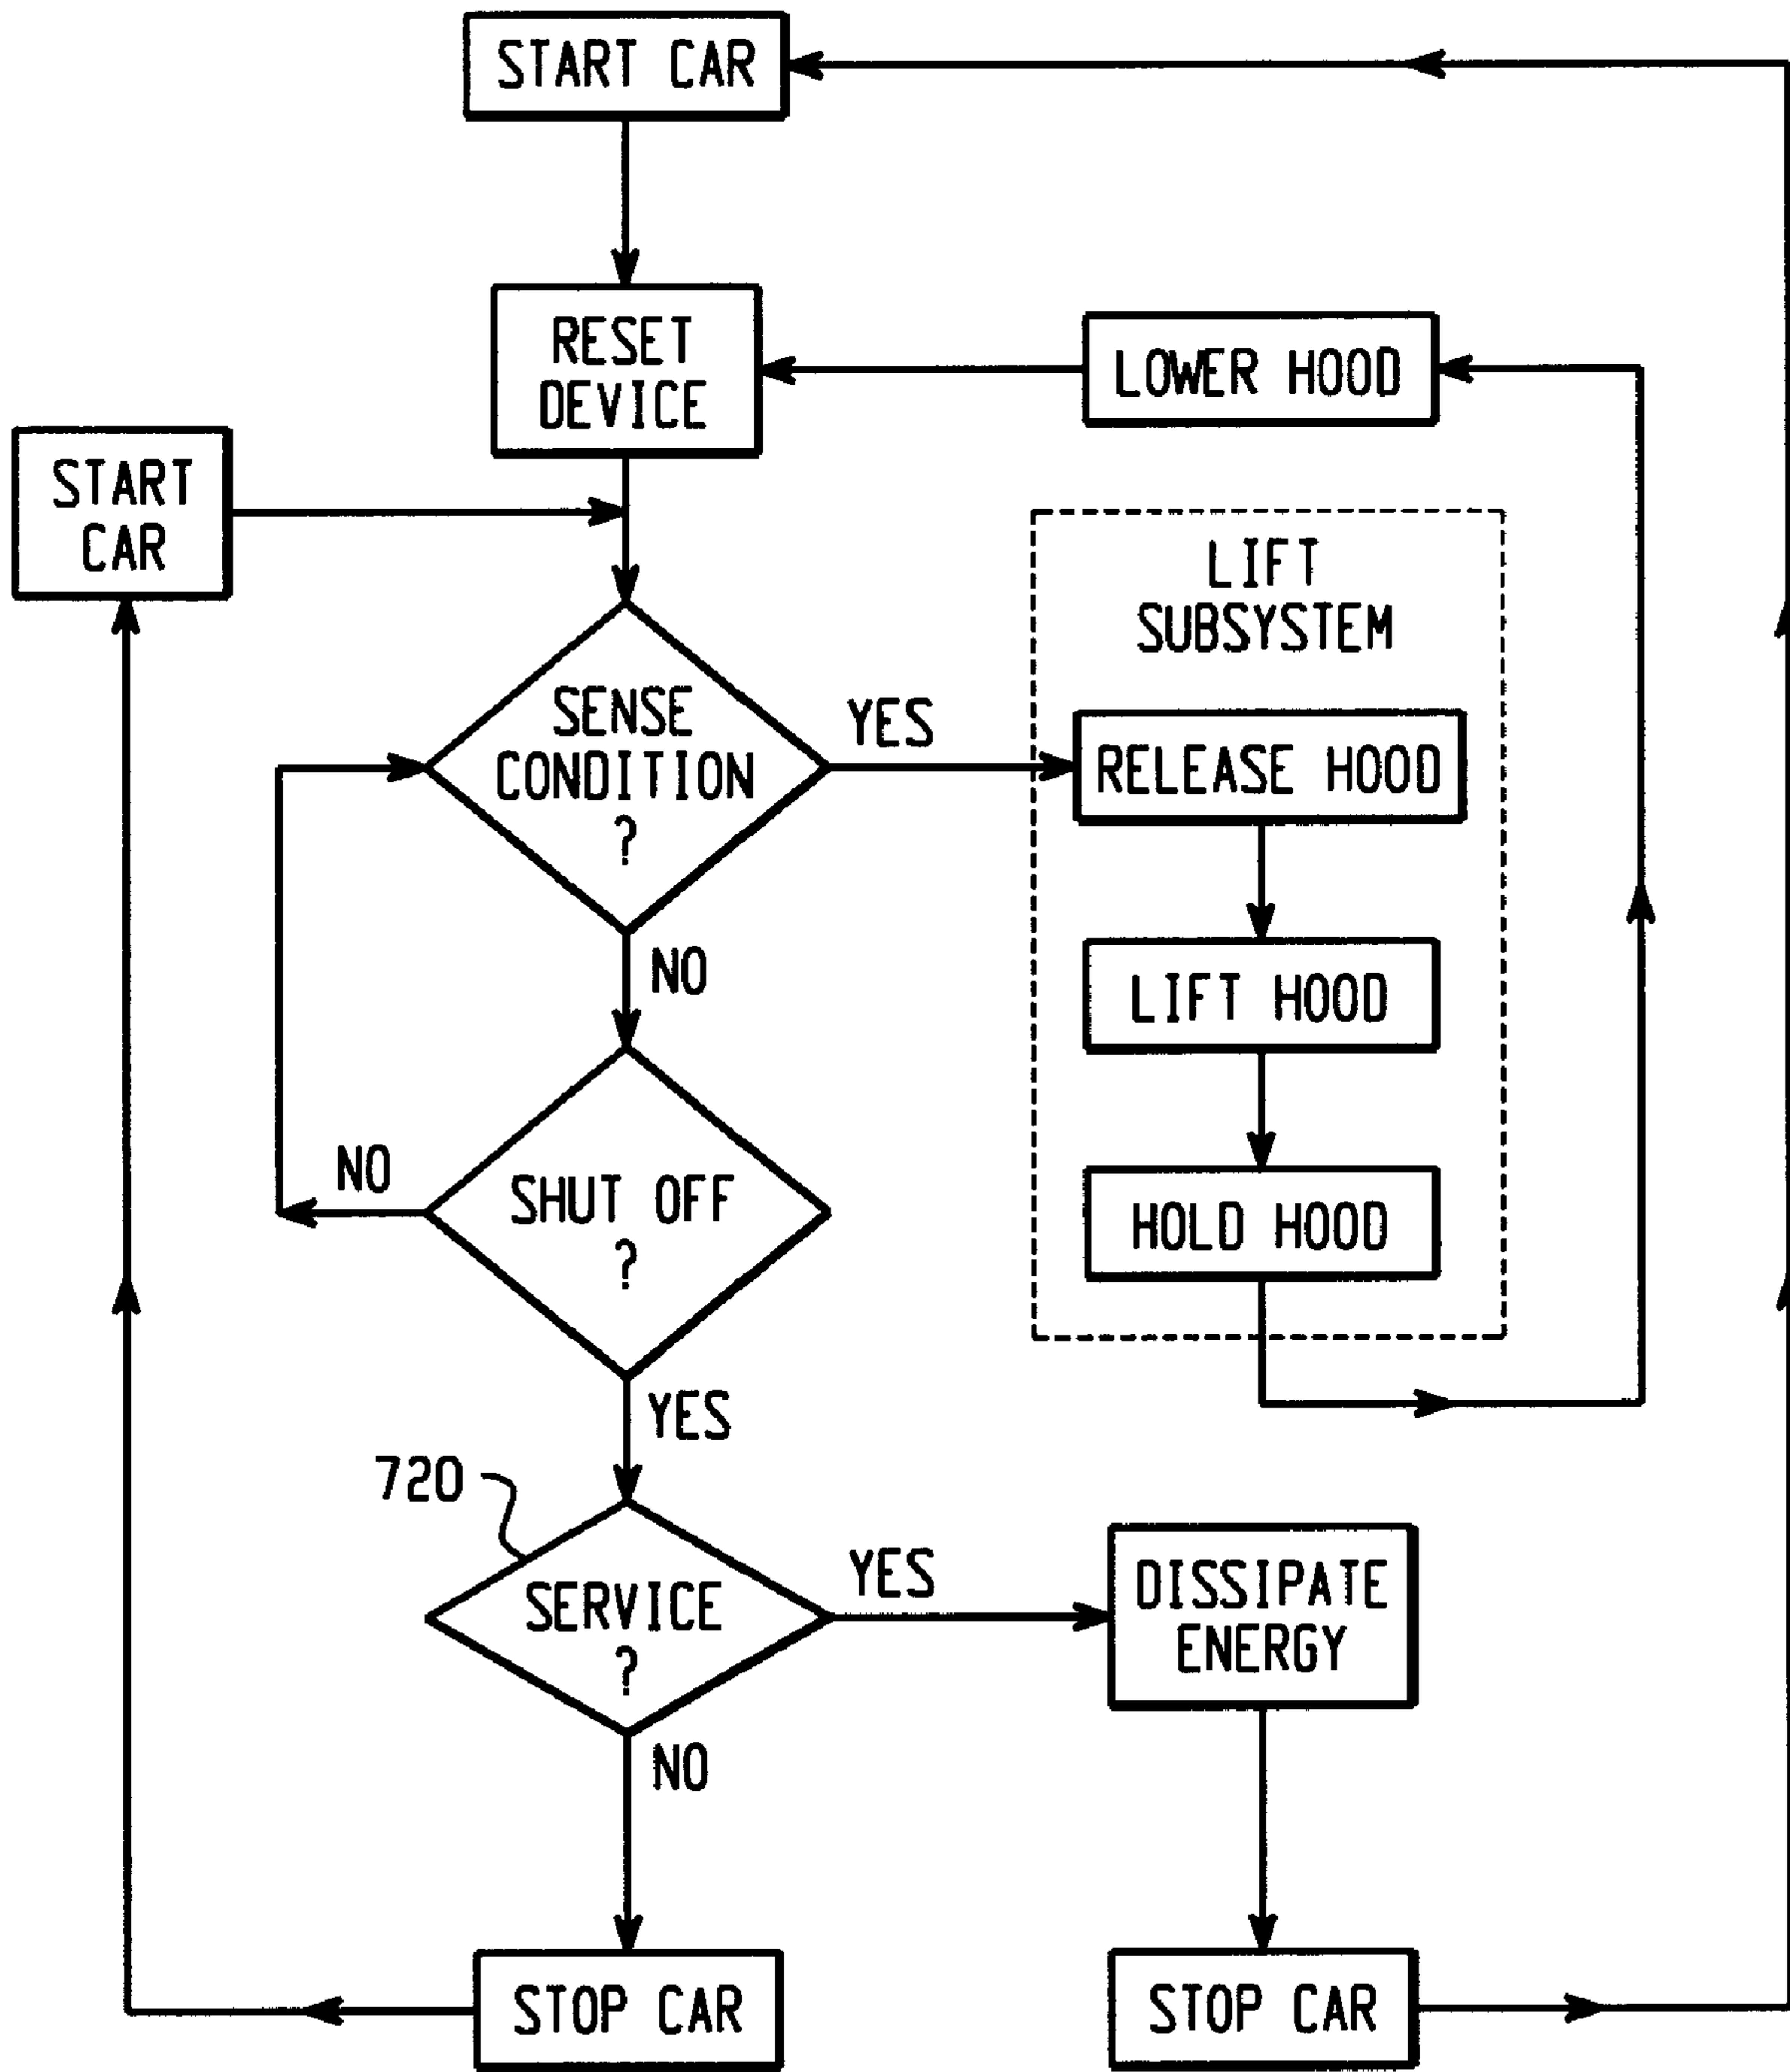 START CAR
RESET
DEVICE
LOWER HOOD
START
CAR
LIFT
SUBSYSTEM
SENSE
CONDITION
?
YES
RELEASE HOOD
NO
LIFT HOOD
NO
SHUT OFF
?
HOLD HOOD
YES
720
SERVICE
?
YES
DISSIPATE
ENERGY
NO
STOP CAR
STOP CAR